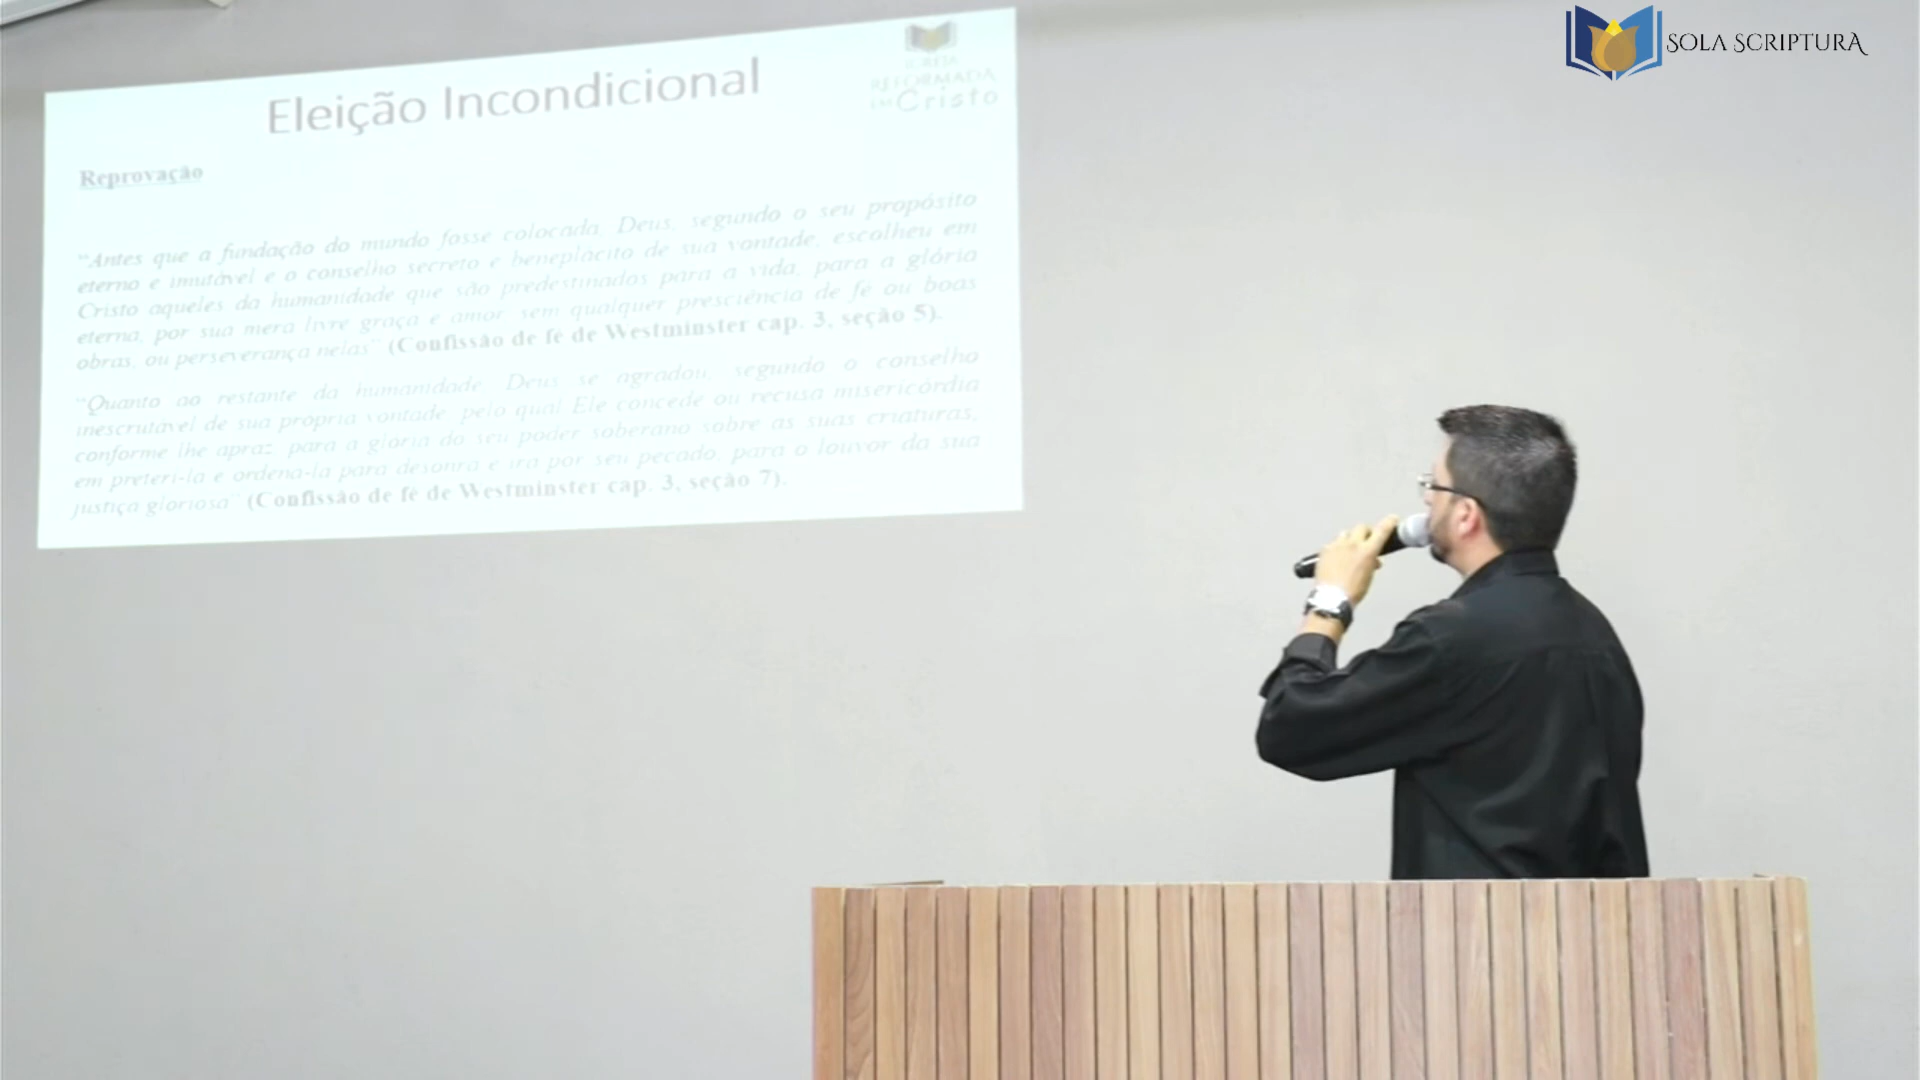 SOLA SCRIPTURA
Eleição Incondicional
IGREJA
REFORMADA
EM Cristo
Reprovação
“Antes que a fundação do mundo fosse colocada, Deus, segundo o seu propósito
eterno e imutável e o conselho secreto e beneplácito de sua vontade, escolheu em
Cristo aqueles da humanidade que são predestinados para a vida, para a glória
eterna, por sua mera livre graça e amor, sem qualquer presciência de fé ou boas
obras, ou perseverança nelas” (Confissão de fé de Westminster cap. 3, seção 5).
“Quanto ao restante da humanidade, Deus se agradou, segundo o conselho
inescrutável de sua própria vontade, pelo qual Ele concede ou recusa misericórdia
conforme lhe apraz, para a glória do seu poder soberano sobre as suas criaturas,
em preteri-la e ordená-la para desonra e ira por seu pecado, para o louvor da sua
justiça gloriosa” (Confissão de fé de Westminster cap. 3, seção 7).